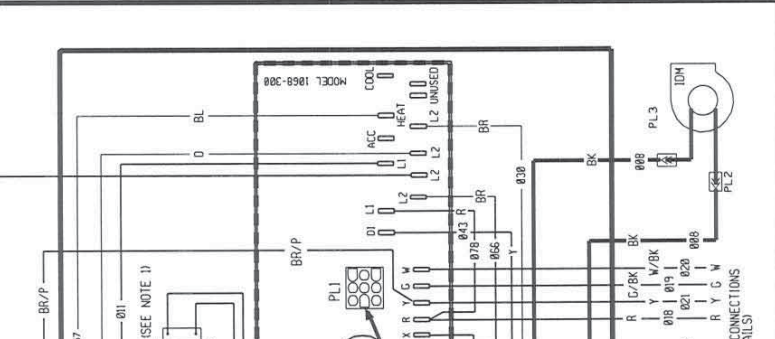 MODEL 1068-300
COOL
UNUSED
HEAT
L2
ACC
L2
L1
L2
L2
L1
D1
BL
O
BR
030
BR
R
043
078
066
Y
BR/P
BR/P
011
(SEE NOTE 1)
PL1
W
G
Y
R
X
IDM
PL3
BK
008
PL2
BK
008
W/BK
020
W
G/BK
019
G
Y
021
Y
R
018
R
CONNECTIONS